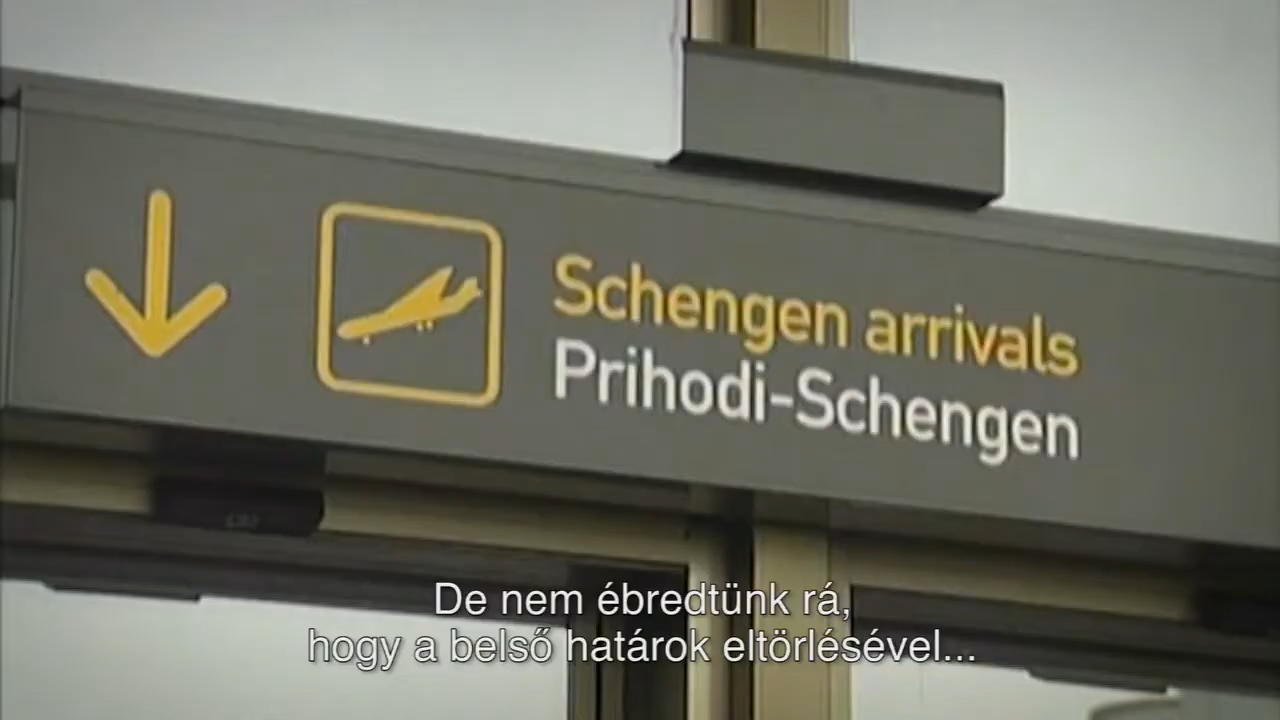 Schengen arrivals
Prihodi-Schengen
De nem ébredtünk rá,
hogy a belső határok eltörlésével...